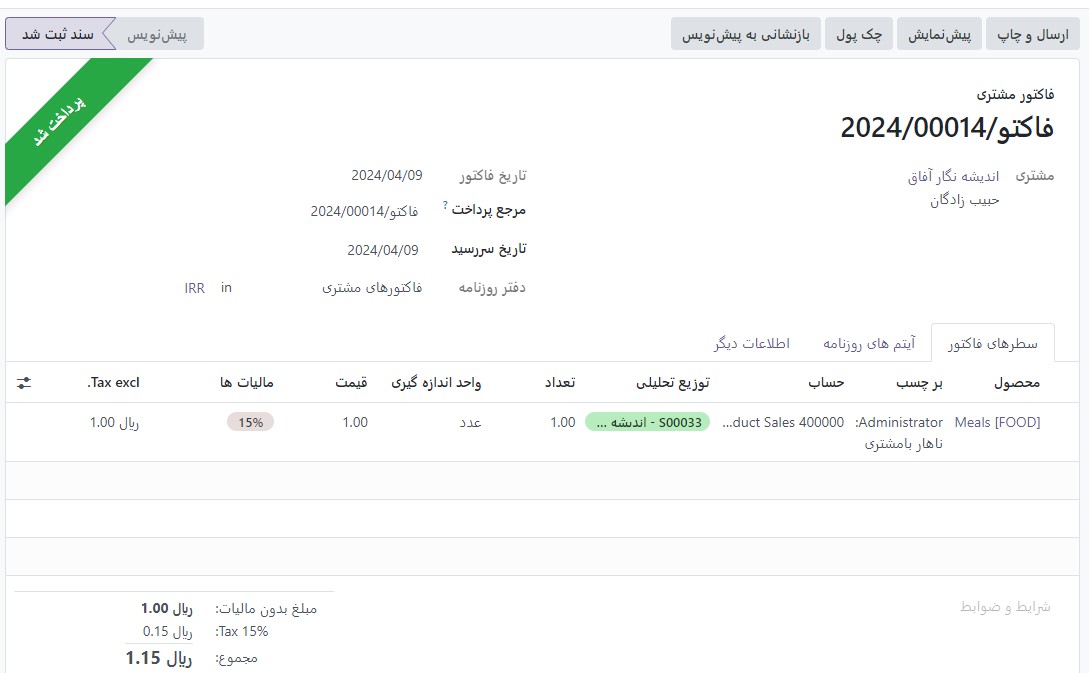 ارسال و چاپ
پیش‌نمایش
چک پول
بازنشانی به پیش‌نویس
پیش‌نویس
سند ثبت شد
پرداخت شد
فاکتور مشتری
فاکتو/2024/00014
مشتری
اندیشه نگار آفاق
حبیب زادگان
تاریخ فاکتور 2024/04/09
مرجع پرداخت ? فاکتو/2024/00014
تاریخ سررسید 2024/04/09
دفتر روزنامه فاکتورهای مشتری in IRR
سطرهای فاکتور
آیتم های روزنامه
اطلاعات دیگر
محصول بر چسب حساب توزیع تحلیلی تعداد واحد اندازه گیری قیمت مالیات ها Tax excl.
[FOOD] Meals Administrator: 400000 Product Sales... S00033 - اندیشه ... 1.00 عدد 1.00 15% ریال 1.00
ناهار بامشتری
شرایط و ضوابط
مبلغ بدون مالیات: ریال 1.00
Tax 15%: ریال 0.15
مجموع: ریال 1.15